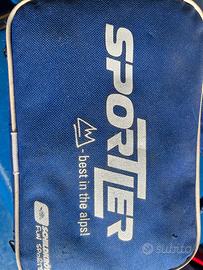 SPORTLER
- best in the alps!
subito